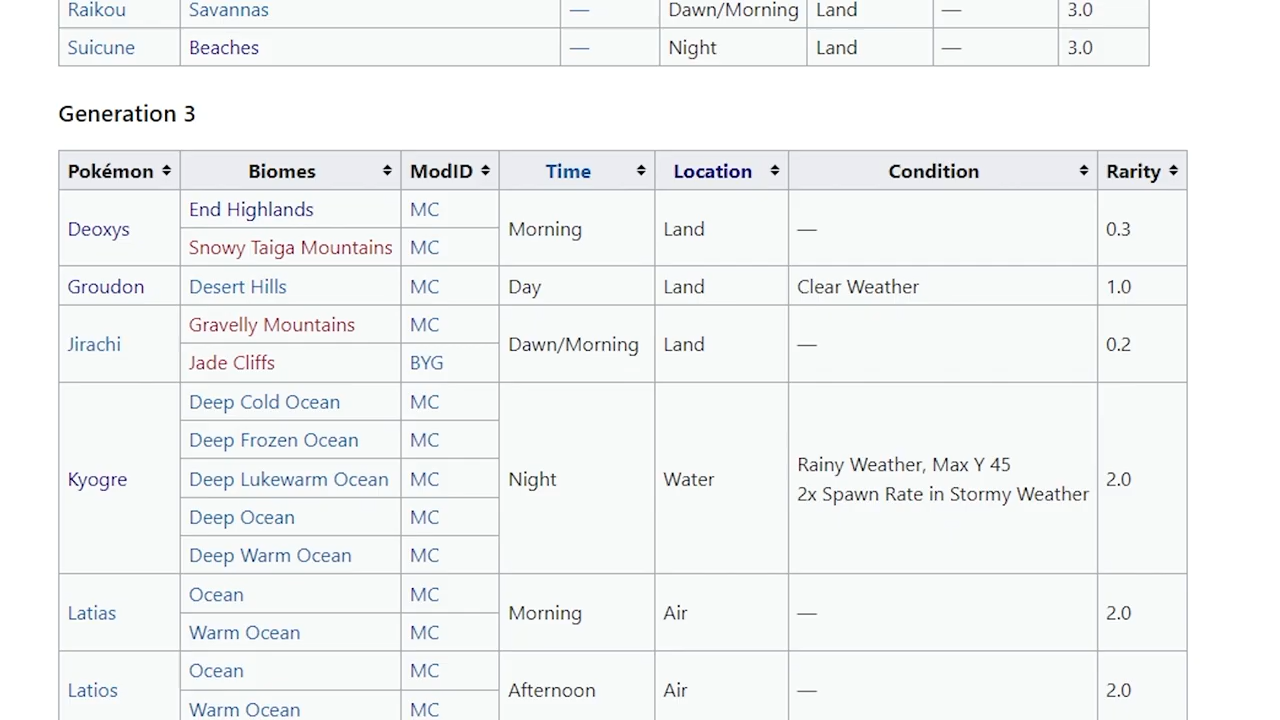 Raikou Savannas — Dawn/Morning Land — 3.0
Suicune Beaches — Night Land — 3.0
Generation 3
Pokémon Biomes ModID Time Location Condition Rarity
Deoxys End Highlands MC Morning Land — 0.3
Snowy Taiga Mountains MC
Groudon Desert Hills MC Day Land Clear Weather 1.0
Jirachi Gravelly Mountains MC Dawn/Morning Land — 0.2
Jade Cliffs BYG
Kyogre Deep Cold Ocean MC Night Water Rainy Weather, Max Y 45 2.0
Deep Frozen Ocean MC 2x Spawn Rate in Stormy Weather
Deep Lukewarm Ocean MC
Deep Ocean MC
Deep Warm Ocean MC
Latias Ocean MC Morning Air — 2.0
Warm Ocean MC
Latios Ocean MC Afternoon Air — 2.0
Warm Ocean MC